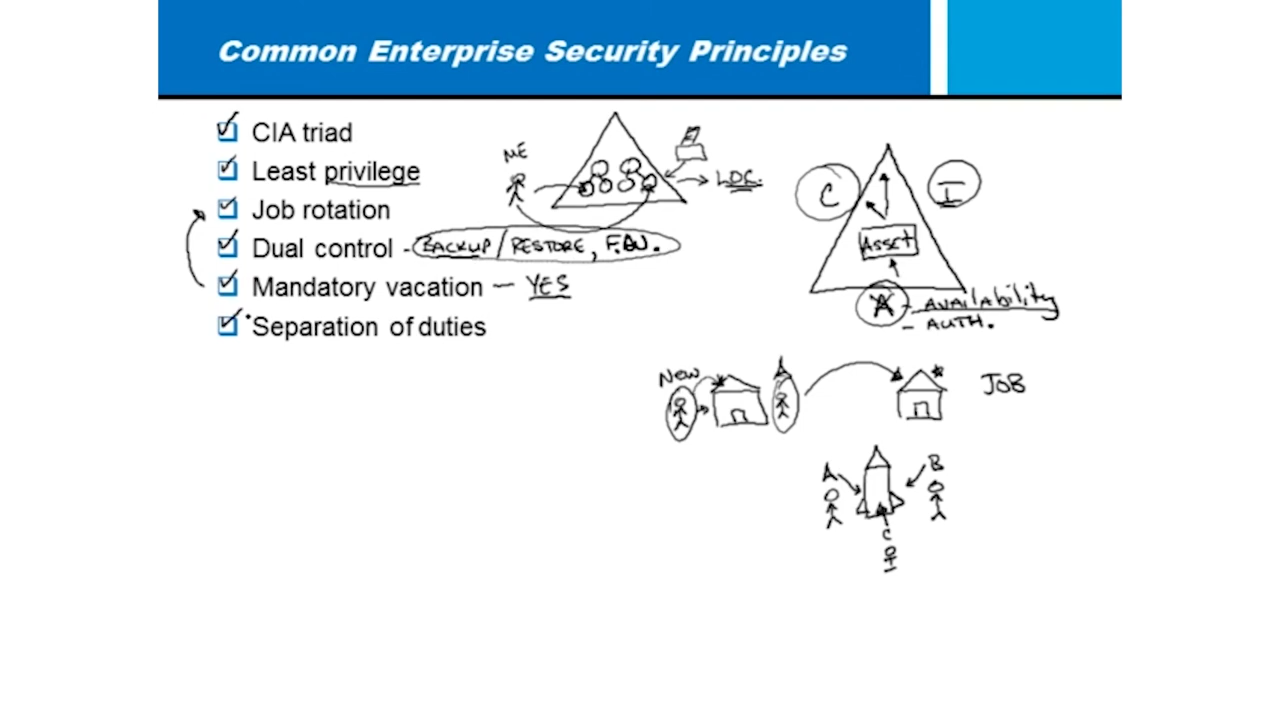 Common Enterprise Security Principles
CIA triad
Least privilege
Job rotation
Dual control - BACKUP / RESTORE, F.W.
Mandatory vacation - YES
Separation of duties
ME
LDC.
C
I
ASSET
A - AVAILABILITY
- AUTH.
NEW
A
JOB
A
B
C